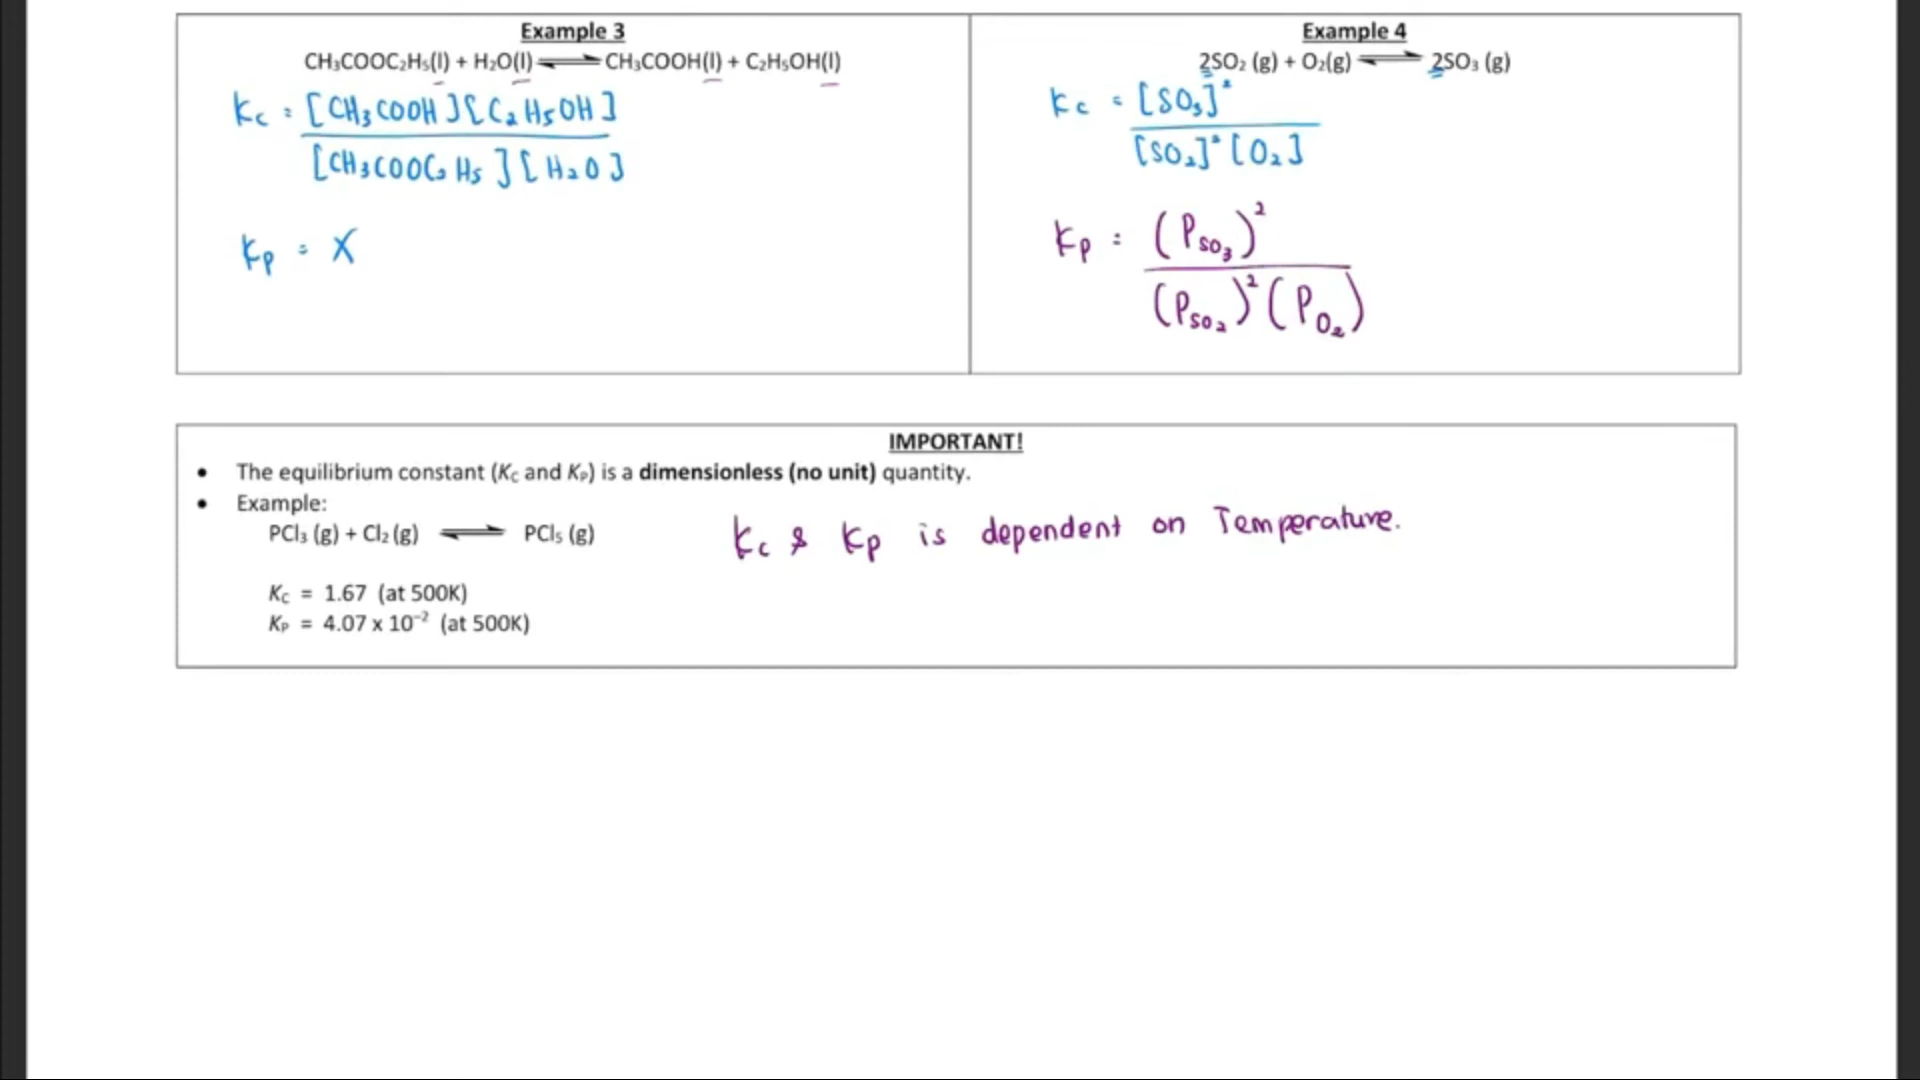 Example 3
CH₃COOC₂H₅(l) + H₂O(l) ⇌ CH₃COOH(l) + C₂H₅OH(l)
Kc = [CH₃COOH][C₂H₅OH]
[CH₃COOC₂H₅][H₂O]
Kp = X
Example 4
2SO₂ (g) + O₂(g) ⇌ 2SO₃ (g)
Kc = [SO₃]²
[SO₂]²[O₂]
Kp = (P_SO₃)²
(P_SO₂)²(P_O₂)
IMPORTANT!
• The equilibrium constant (Kc and KP) is a dimensionless (no unit) quantity.
• Example:
PCl₃ (g) + Cl₂ (g) ⇌ PCl₅ (g)
Kc & Kp is dependent on Temperature.
KC = 1.67 (at 500K)
KP = 4.07 x 10⁻² (at 500K)